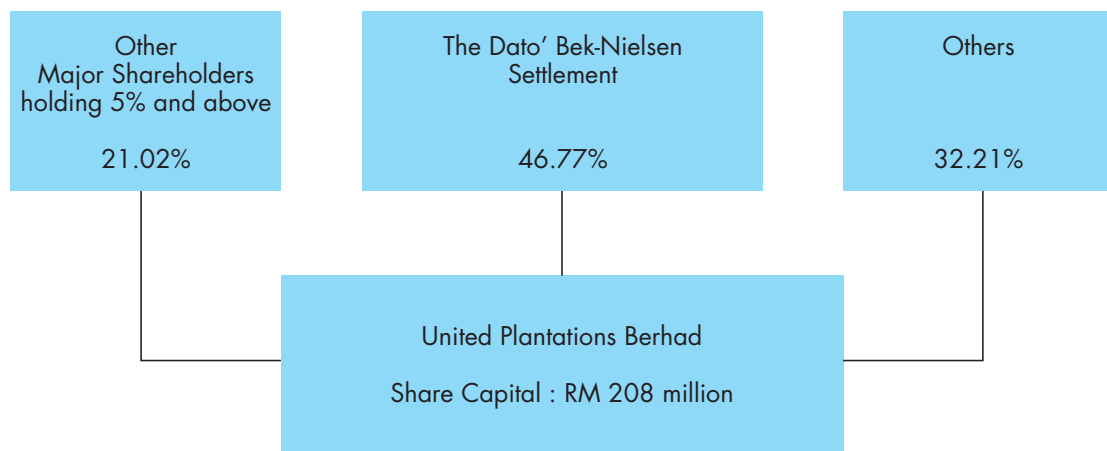 Other
Major Shareholders
holding 5% and above
21.02%
The Dato’ Bek-Nielsen
Settlement
46.77%
Others
32.21%
United Plantations Berhad
Share Capital : RM 208 million